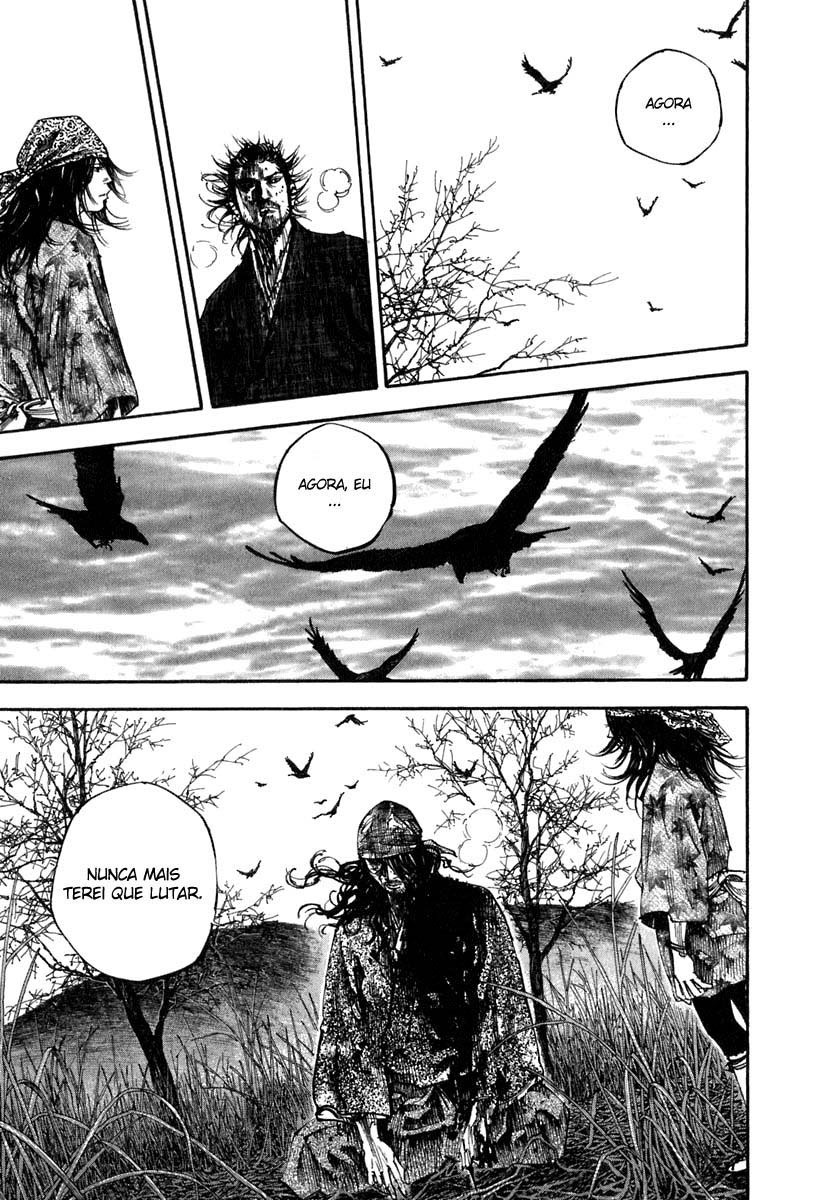 AGORA
...
AGORA, EU
...
NUNCA MAIS
TEREI QUE LUTAR.